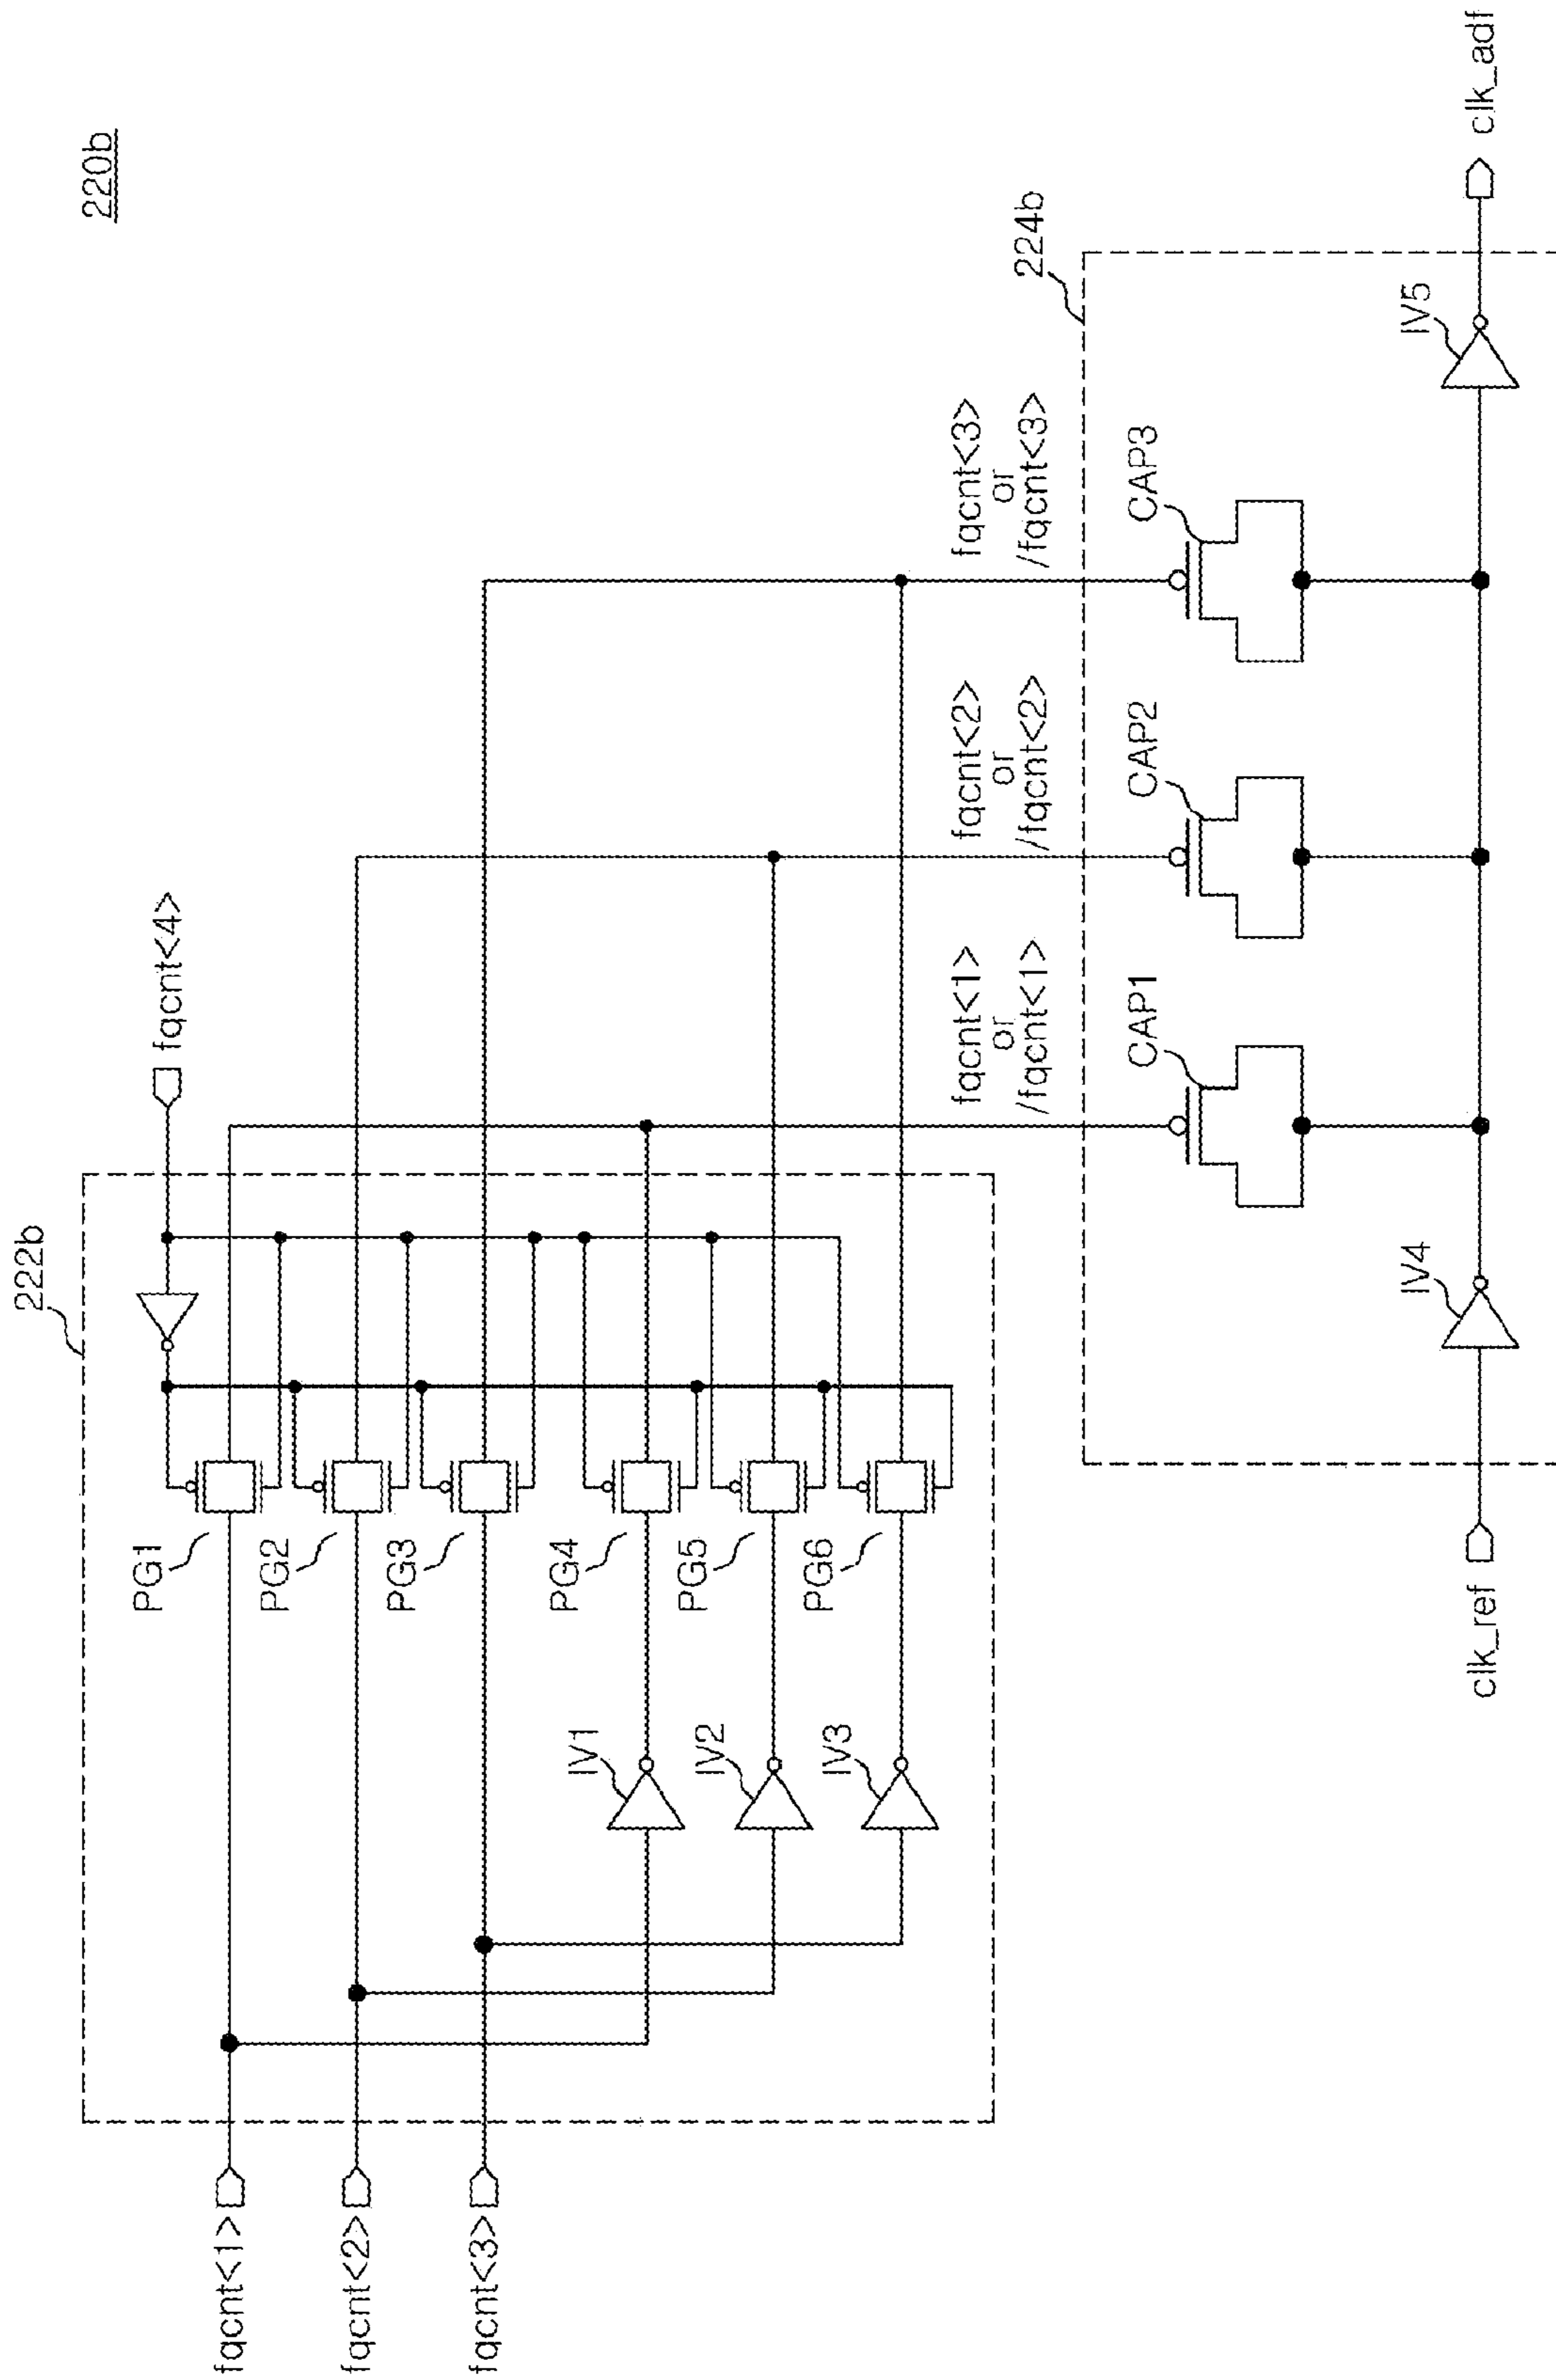 220b
222b
fqcnt<4>
fqcnt<1>
fqcnt<2>
fqcnt<3>
PG1
PG2
PG3
PG4
PG5
PG6
IV1
IV2
IV3
fqcnt<1>
or
/fqcnt<1>
fqcnt<2>
or
/fqcnt<2>
fqcnt<3>
or
/fqcnt<3>
224b
CAP1
CAP2
CAP3
IV4
IV5
clk_ref
clk_adf